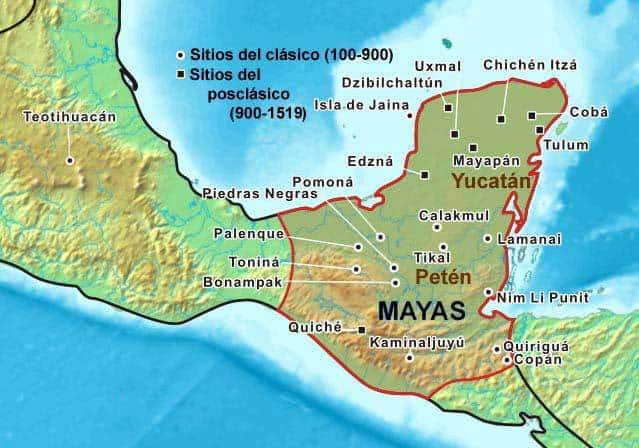 Sitios del clásico (100-900)
Sitios del
posclásico
(900-1519)
Uxmal
Chichén Itzá
Dzibilchaltún
Isla de Jaina
Cobá
Tulum
Teotihuacán
Edzná
Mayapán
Yucatán
Pomoná
Piedras Negras
Calakmul
Palenque
Lamanai
Tikal
Toniná
Petén
Bonampak
Nim Li Punit
MAYAS
Quiché
Kaminaljuyú
Quiriguá
Copán